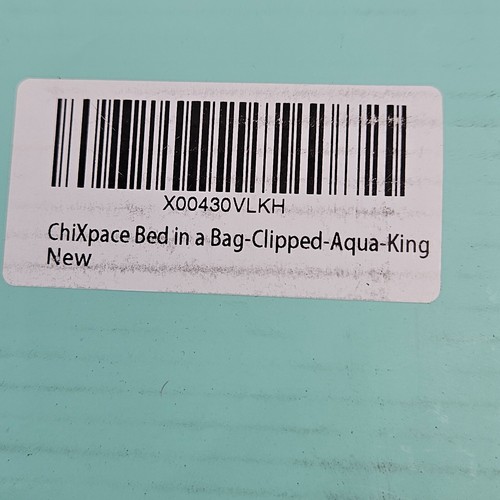 X00430VLKH
ChiXpace Bed in a Bag-Clipped-Aqua-King
New